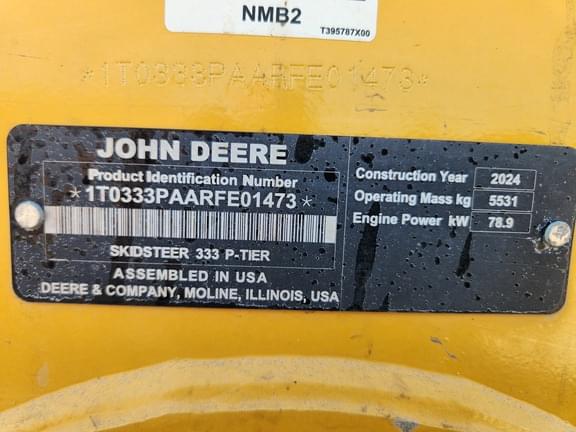 NMB2
T395787X00
*1T0333PAARFE01473*
JOHN DEERE
Product Identification Number
*1T0333PAARFE01473*
SKIDSTEER 333 P-TIER
ASSEMBLED IN USA
DEERE & COMPANY, MOLINE, ILLINOIS, USA
Construction Year 2024
Operating Mass kg 5531
Engine Power kW 78.9